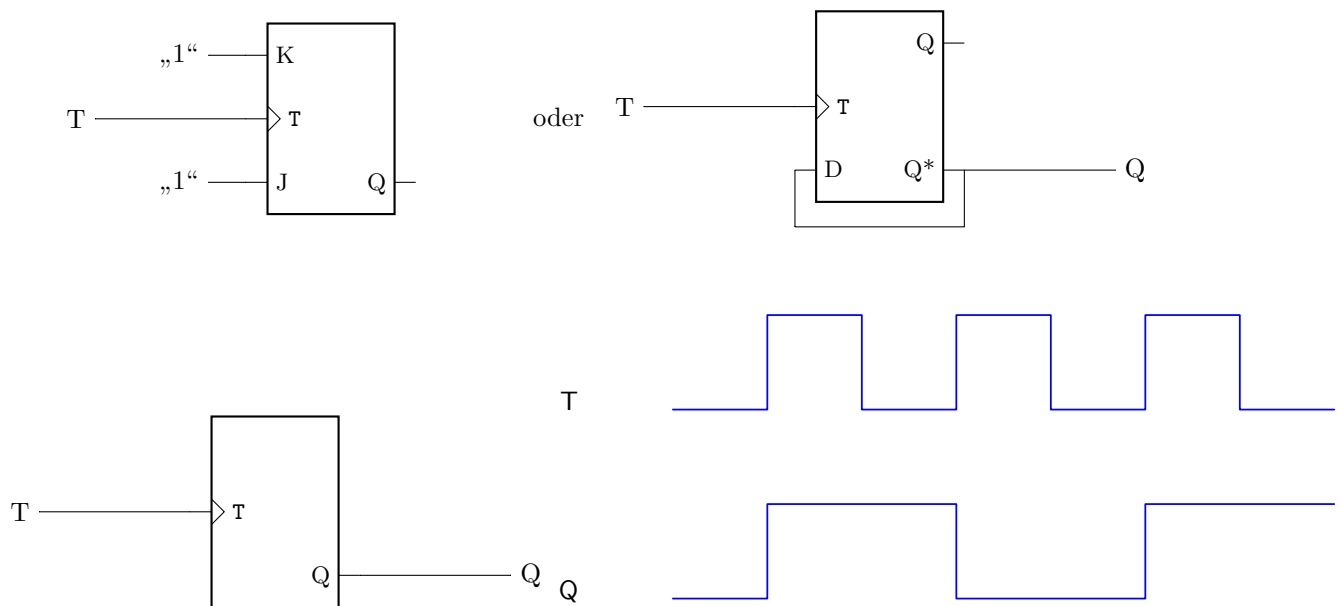 „1“ K
T T
„1“ J Q
oder
Q
T T
D Q* Q
T
T T
Q Q
Q